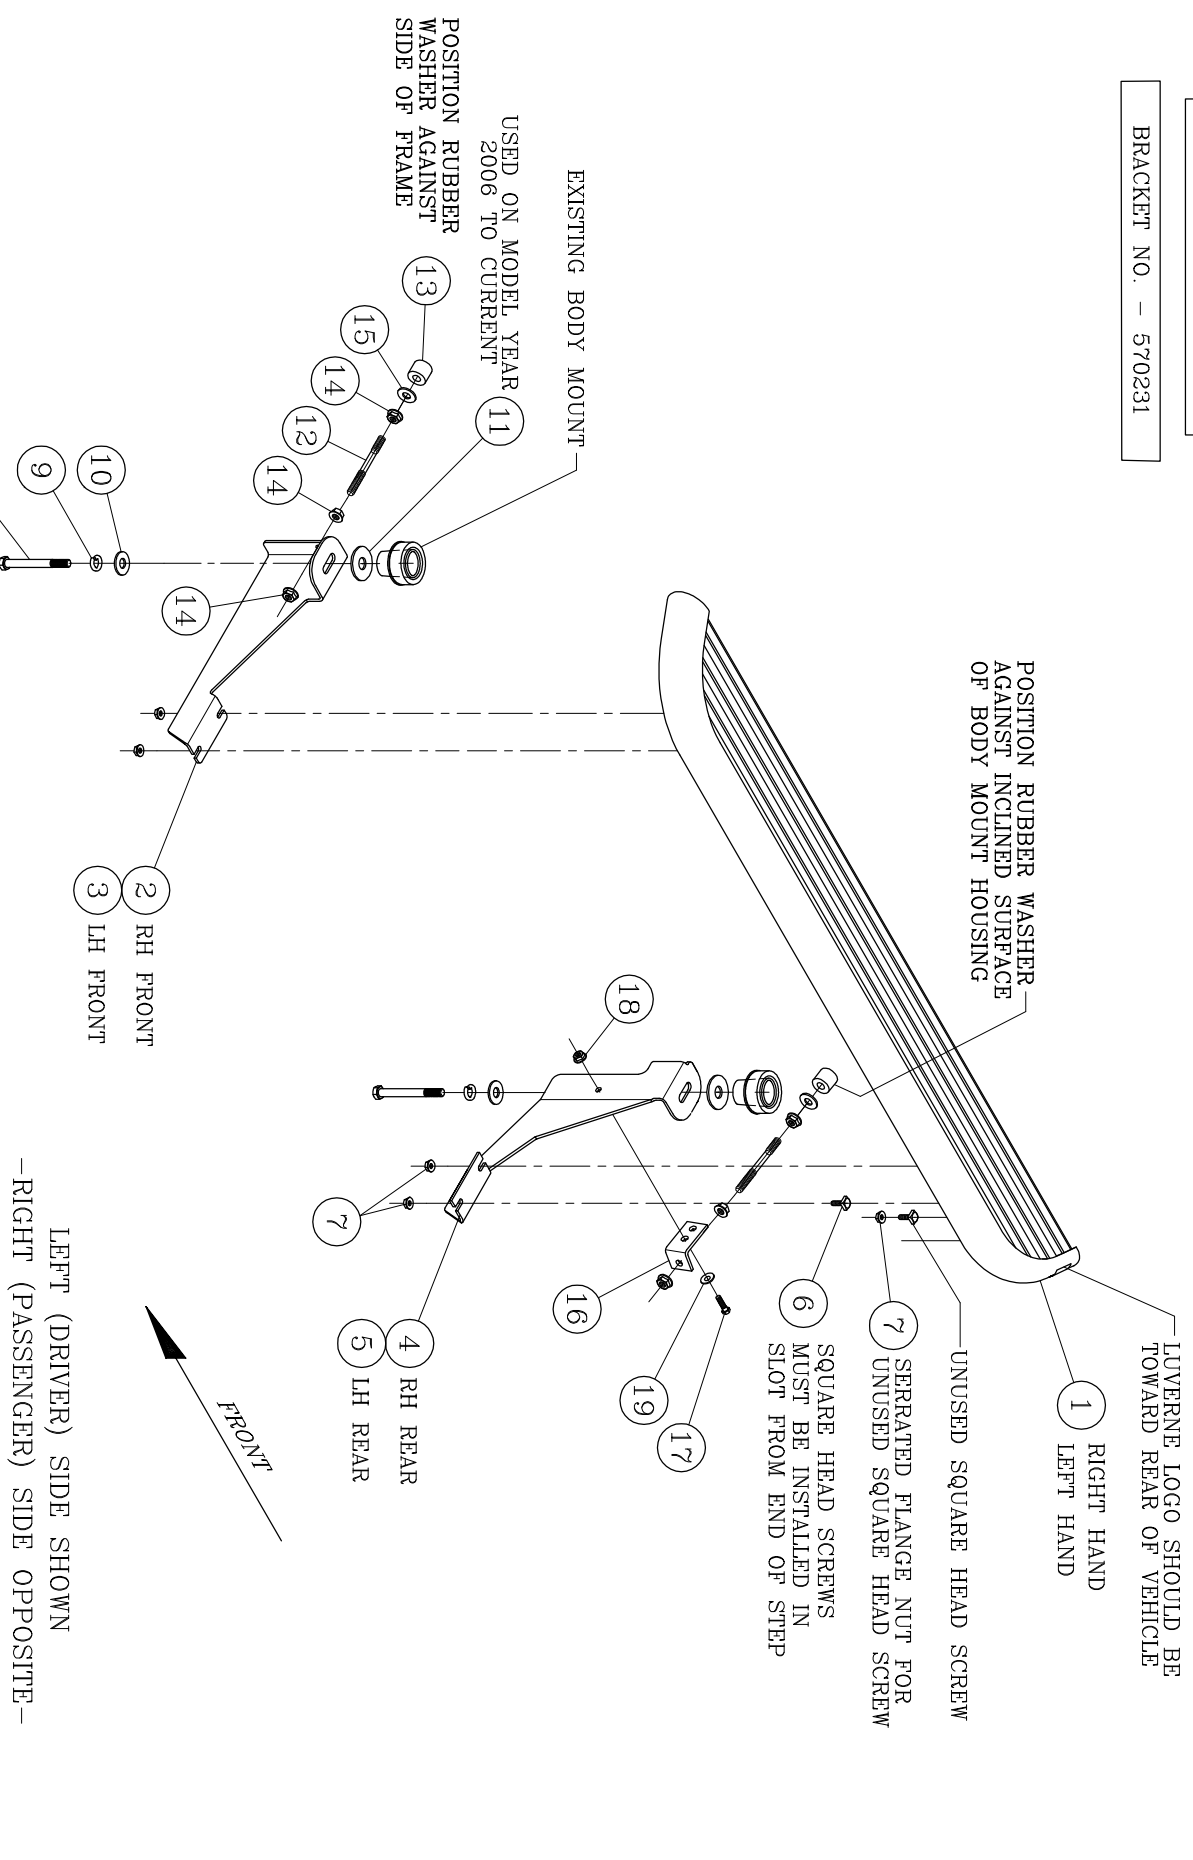 BRACKET NO. - 570231
LUVERNE LOGO SHOULD BE
TOWARD REAR OF VEHICLE
1
RIGHT HAND
LEFT HAND
UNUSED SQUARE HEAD SCREW
7
SERRATED FLANGE NUT FOR
UNUSED SQUARE HEAD SCREW
6
SQUARE HEAD SCREWS
MUST BE INSTALLED IN
SLOT FROM END OF STEP
POSITION RUBBER WASHER
AGAINST INCLINED SURFACE
OF BODY MOUNT HOUSING
EXISTING BODY MOUNT
USED ON MODEL YEAR
2006 TO CURRENT
11
POSITION RUBBER
WASHER AGAINST
SIDE OF FRAME
13
15
14
12
14
10
9
14
2 RH FRONT
3 LH FRONT
18
17
19
16
7
4 RH REAR
5 LH REAR
FRONT
LEFT (DRIVER) SIDE SHOWN
-RIGHT (PASSENGER) SIDE OPPOSITE-